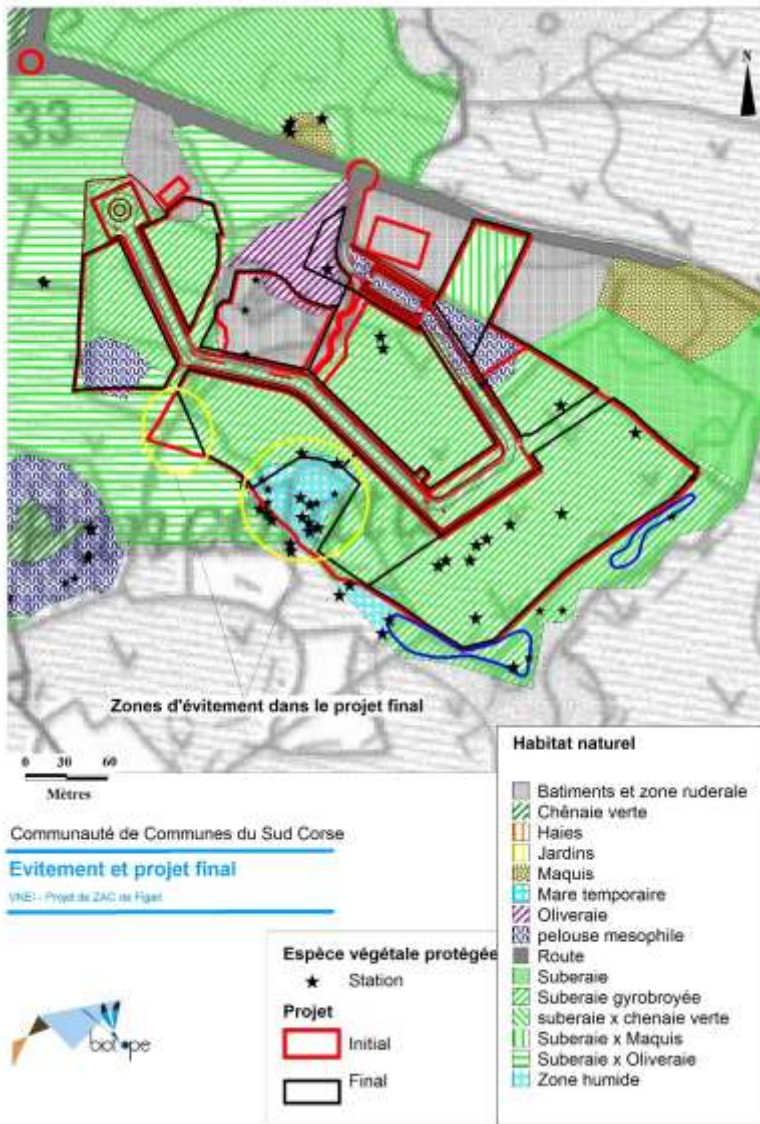 33
N
Zones d'évitement dans le projet final
0 30 60
Mètres
Communauté de Communes du Sud Corse
Evitement et projet final
VNEI - Projet de ZAC de Figari
biotope
Espèce végétale protégée
Station
Projet
Initial
Final
Habitat naturel
Batiments et zone ruderale
Chênaie verte
Haies
Jardins
Maquis
Mare temporaire
Oliveraie
pelouse mesophile
Route
Suberaie
Suberaie gyrobroyée
suberaie x chenaie verte
Suberaie x Maquis
Suberaie x Oliveraie
Zone humide